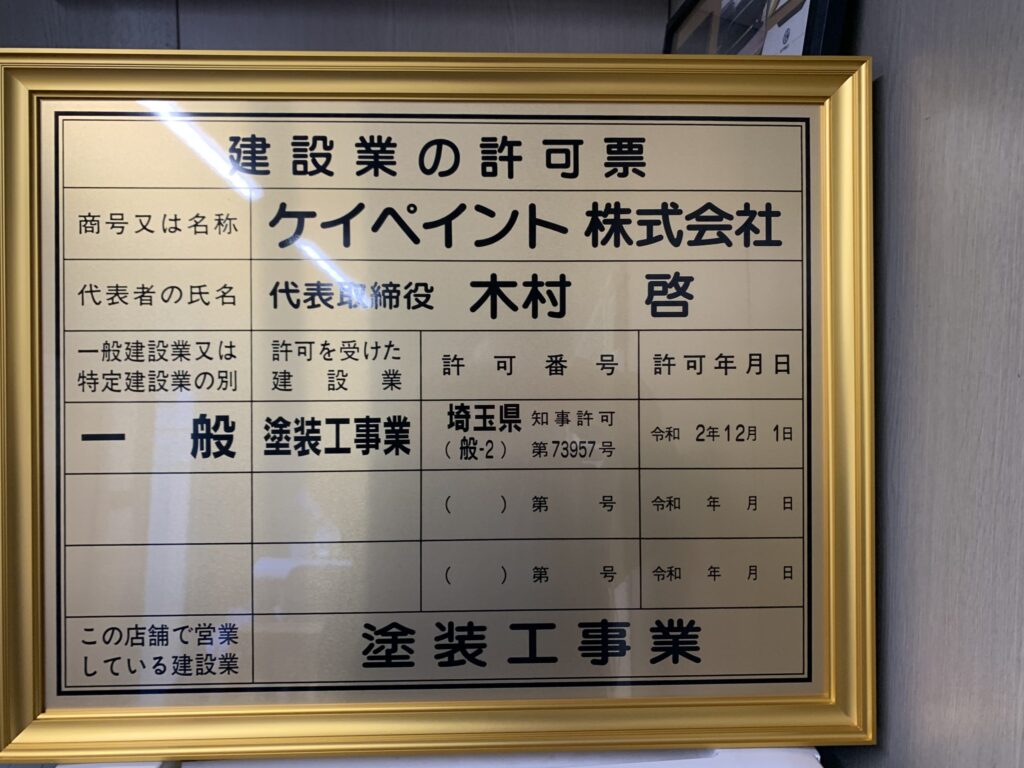 建設業の許可票
商号又は名称 ケイペイント 株式会社
代表者の氏名 代表取締役 木村 啓
一般建設業又は特定建設業の別 許可を受けた建設業 許可番号 許可年月日
一般 塗装工事業 埼玉県 知事許可 (般-2) 第73957号 令和 2年12月 1日
( ) 第 号 令和 年 月 日
( ) 第 号 令和 年 月 日
この店舗で営業している建設業 塗装工事業